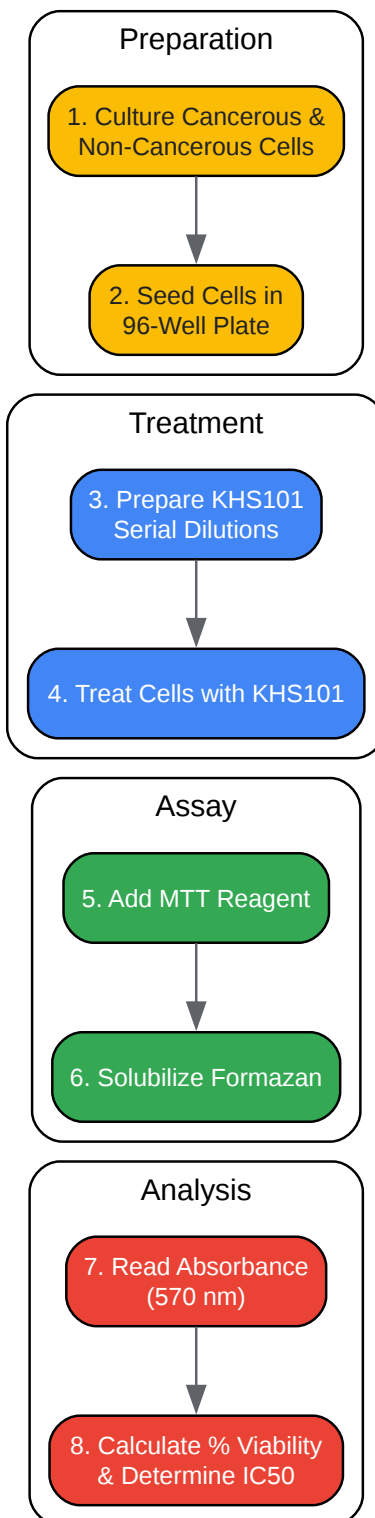 Preparation
1. Culture Cancerous &
Non-Cancerous Cells
2. Seed Cells in
96-Well Plate
Treatment
3. Prepare KHS101
Serial Dilutions
4. Treat Cells with KHS101
Assay
5. Add MTT Reagent
6. Solubilize Formazan
Analysis
7. Read Absorbance
(570 nm)
8. Calculate % Viability
& Determine IC50